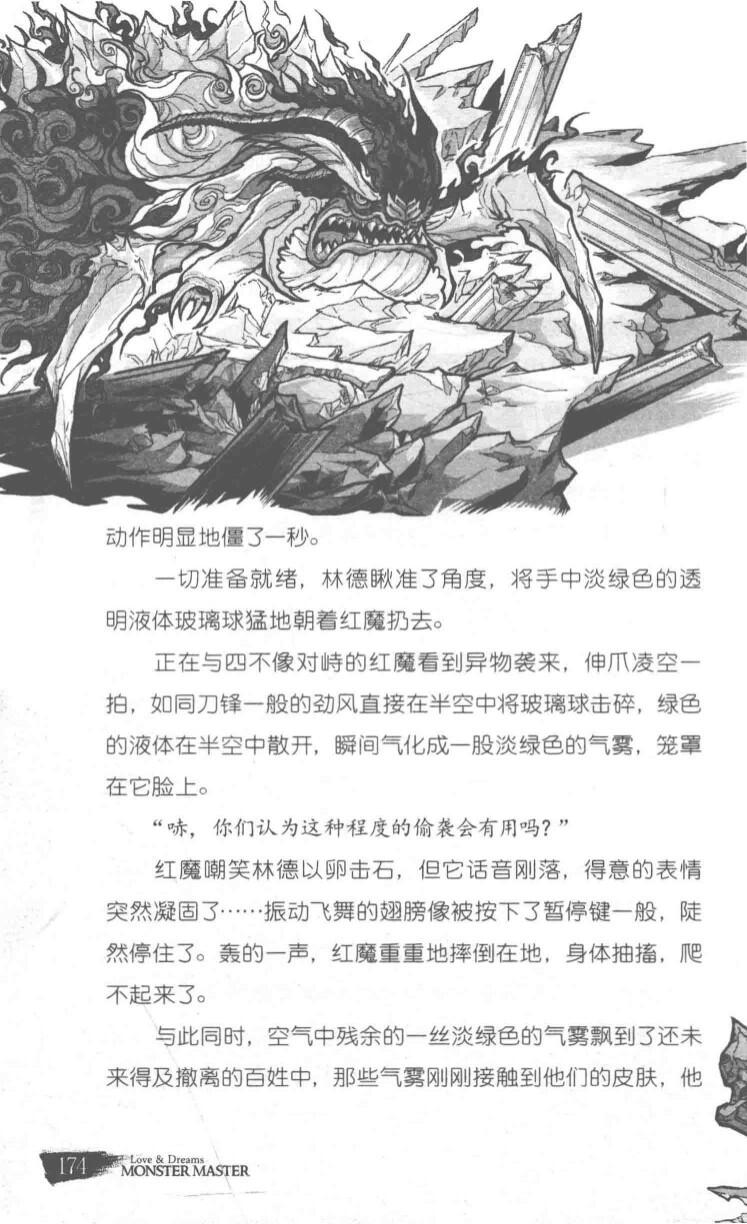 动作明显地僵了一秒。
一切准备就绪，林德瞅准了角度，将手中淡绿色的透
明液体玻璃球猛地朝着红魔扔去。
正在与四不像对峙的红魔看到异物袭来，伸爪凌空一
拍，如同刀锋一般的劲风直接在半空中将玻璃球击碎，绿色
的液体在半空中散开，瞬间气化成一股淡绿色的气雾，笼罩
在它脸上。
“哧，你们认为这种程度的偷袭会有用吗？”
红魔嘲笑林德以卵击石，但它话音刚落，得意的表情
突然凝固了……振动飞舞的翅膀像被按下了暂停键一般，陡
然停住了。轰的一声，红魔重重地摔倒在地，身体抽搐，爬
不起来了。
与此同时，空气中残余的一丝淡绿色的气雾飘到了还未
来得及撤离的百姓中，那些气雾刚刚接触到他们的皮肤，他
174
Love & Dreams
MONSTER MASTER